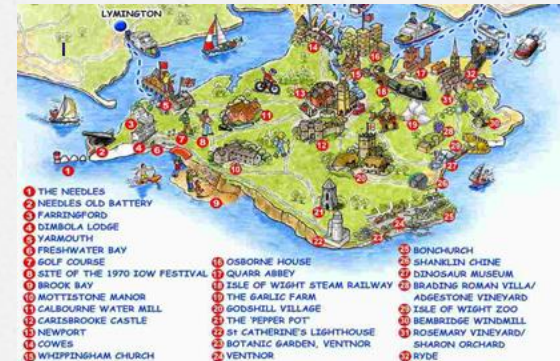 LYMINGTON
1 THE NEEDLES
2 NEEDLES OLD BATTERY
3 FARRINGFORD
4 DIMBOLA LODGE
5 YARMOUTH
6 FRESHWATER BAY
7 GOLF COURSE
8 SITE OF THE 1970 IOW FESTIVAL
9 BROOK BAY
10 MOTTISTONE MANOR
11 CALBOURNE WATER MILL
12 CARISBROOKE CASTLE
13 NEWPORT
14 COWES
15 WHIPPINGHAM CHURCH
16 OSBORNE HOUSE
17 QUARR ABBEY
18 ISLE OF WIGHT STEAM RAILWAY
19 THE GARLIC FARM
20 GODSHILL VILLAGE
21 THE 'PEPPER POT'
22 St CATHERINE'S LIGHTHOUSE
23 BOTANIC GARDEN, VENTNOR
24 VENTNOR
25 BONCHURCH
26 SHANKLIN CHINE
27 DINOSAUR MUSEUM
28 BRADING ROMAN VILLA/
ADGESTONE VINEYARD
29 ISLE OF WIGHT ZOO
30 BEMBRIDGE WINDMILL
31 ROSEMARY VINEYARD/
SHARON ORCHARD
32 RYDE